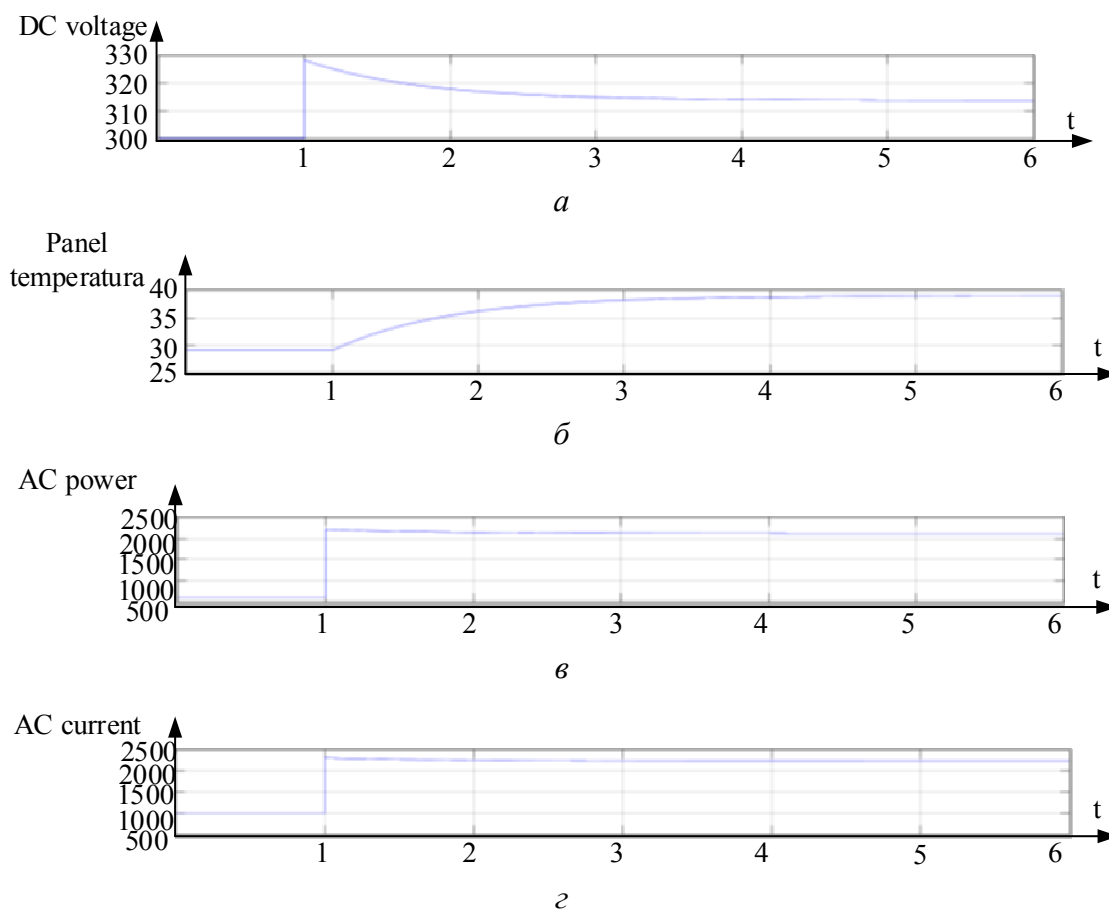 DC voltage
330
320
310
300
t
1 2 3 4 5 6
а
Panel
temperatura
40
35
30
25
t
1 2 3 4 5 6
б
AC power
2500
2000
1500
1000
500
t
1 2 3 4 5 6
в
AC current
2500
2000
1500
1000
500
t
1 2 3 4 5 6
г